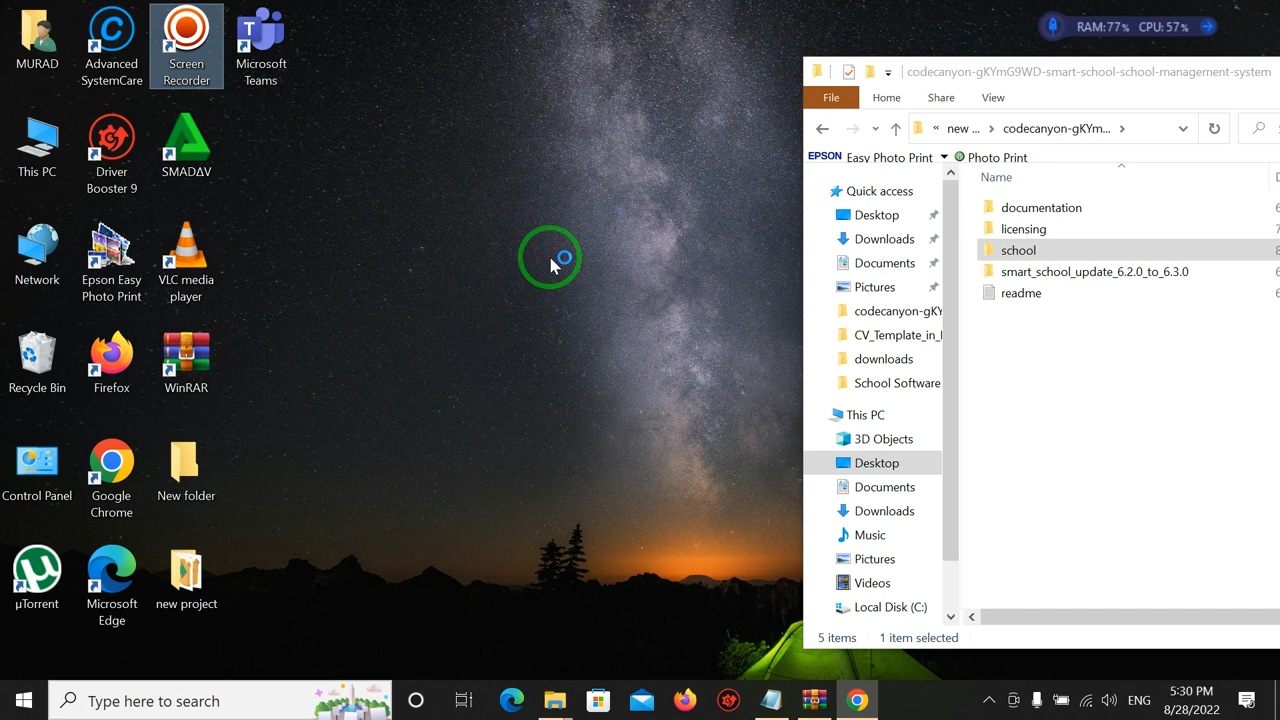 MURAD
Advanced
SystemCare
Screen
Recorder
Microsoft
Teams
This PC
Driver
Booster 9
SMADΔV
Network
Epson Easy
Photo Print
VLC media
player
Recycle Bin
Firefox
WinRAR
Control Panel
Google
Chrome
New folder
µTorrent
Microsoft
Edge
new project
RAM:77% CPU:57%
codecanyon-gKYmG9WD-smart-school-school-management-system
File Home Share View
« new ... › codecanyon-gKYm... ›
EPSON Easy Photo Print Photo Print
Name
Quick access
Desktop
Downloads
Documents
Pictures
codecanyon-gKY
CV_Template_in_
downloads
School Software
This PC
3D Objects
Desktop
Documents
Downloads
Music
Pictures
Videos
Local Disk (C:)
documentation
licensing
school
smart_school_update_6.2.0_to_6.3.0
readme
5 items 1 item selected
Type here to search
ENG
5:30 PM
8/28/2022